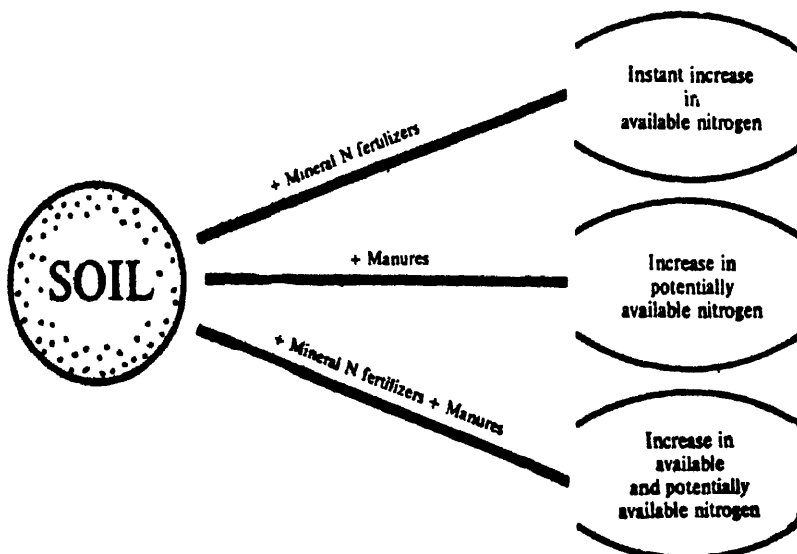 SOIL
+ Mineral N fertilizers
Instant increase
in
available nitrogen
+ Manures
Increase in
potentially
available nitrogen
+ Mineral N fertilizers + Manures
Increase in
available
and potentially
available nitrogen